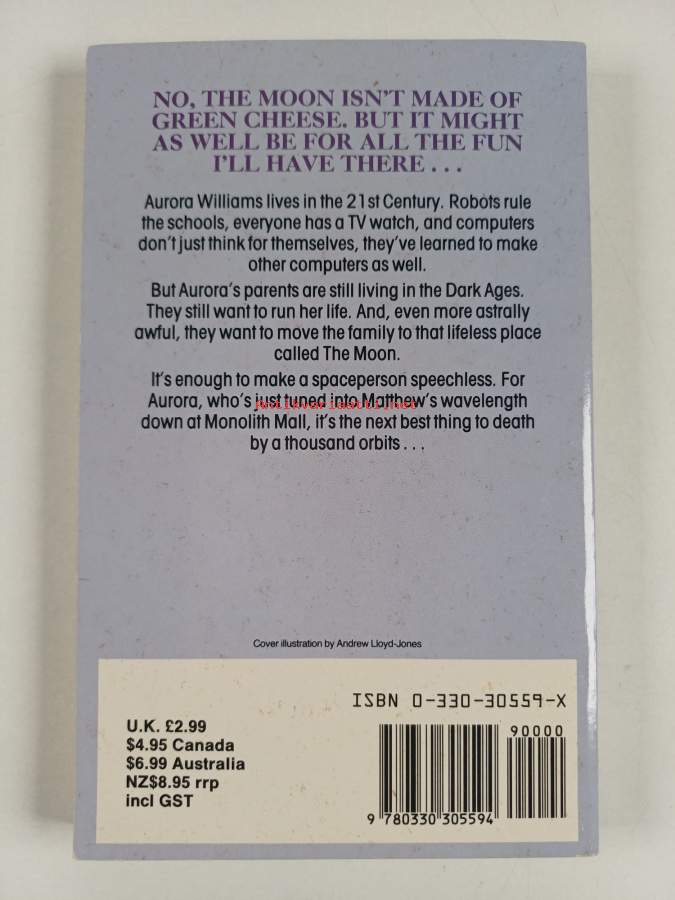 NO, THE MOON ISN'T MADE OF
GREEN CHEESE. BUT IT MIGHT
AS WELL BE FOR ALL THE FUN
I'LL HAVE THERE . . .
Aurora Williams lives in the 21st Century. Robots rule
the schools, everyone has a TV watch, and computers
don't just think for themselves, they've learned to make
other computers as well.
But Aurora's parents are still living in the Dark Ages.
They still want to run her life. And, even more astrally
awful, they want to move the family to that lifeless place
called The Moon.
It's enough to make a spaceperson speechless. For
Aurora, who's just tuned into Matthew's wavelength
Antikvariaatti.net
down at Monolith Mall, it's the next best thing to death
by a thousand orbits . . .
Cover illustration by Andrew Lloyd-Jones
ISBN 0-330-30559-X
U.K. £2.99
$4.95 Canada
$6.99 Australia
NZ$8.95 rrp
incl GST
90000
9 780330 305594